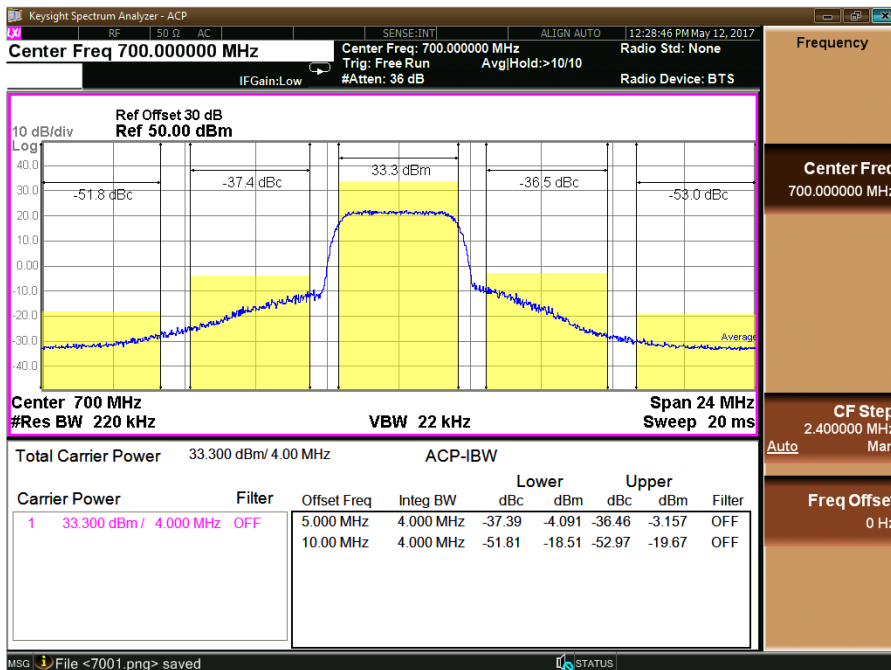 Keysight Spectrum Analyzer - ACP
LXI RF 50 Ω AC SENSE:INT ALIGN AUTO 12:28:46 PM May 12, 2017
Center Freq 700.000000 MHz
Center Freq: 700.000000 MHz Radio Std: None
Trig: Free Run Avg|Hold:>10/10
IFGain:Low #Atten: 36 dB Radio Device: BTS
Ref Offset 30 dB
10 dB/div Ref 50.00 dBm
Log
40.0
30.0
20.0
10.0
0.00
-10.0
-20.0
-30.0
-40.0
-51.8 dBc
-37.4 dBc
33.3 dBm
-36.5 dBc
-53.0 dBc
Average
Center 700 MHz Span 24 MHz
#Res BW 220 kHz VBW 22 kHz Sweep 20 ms
Total Carrier Power 33.300 dBm/ 4.00 MHz ACP-IBW
Lower Upper
Carrier Power Filter Offset Freq Integ BW dBc dBm dBc dBm Filter
1 33.300 dBm / 4.000 MHz OFF 5.000 MHz 4.000 MHz -37.39 -4.091 -36.46 -3.157 OFF
10.00 MHz 4.000 MHz -51.81 -18.51 -52.97 -19.67 OFF
Frequency
Center Freq
700.000000 MHz
CF Step
2.400000 MHz
Auto Man
Freq Offset
0 Hz
MSG File <7001.png> saved STATUS